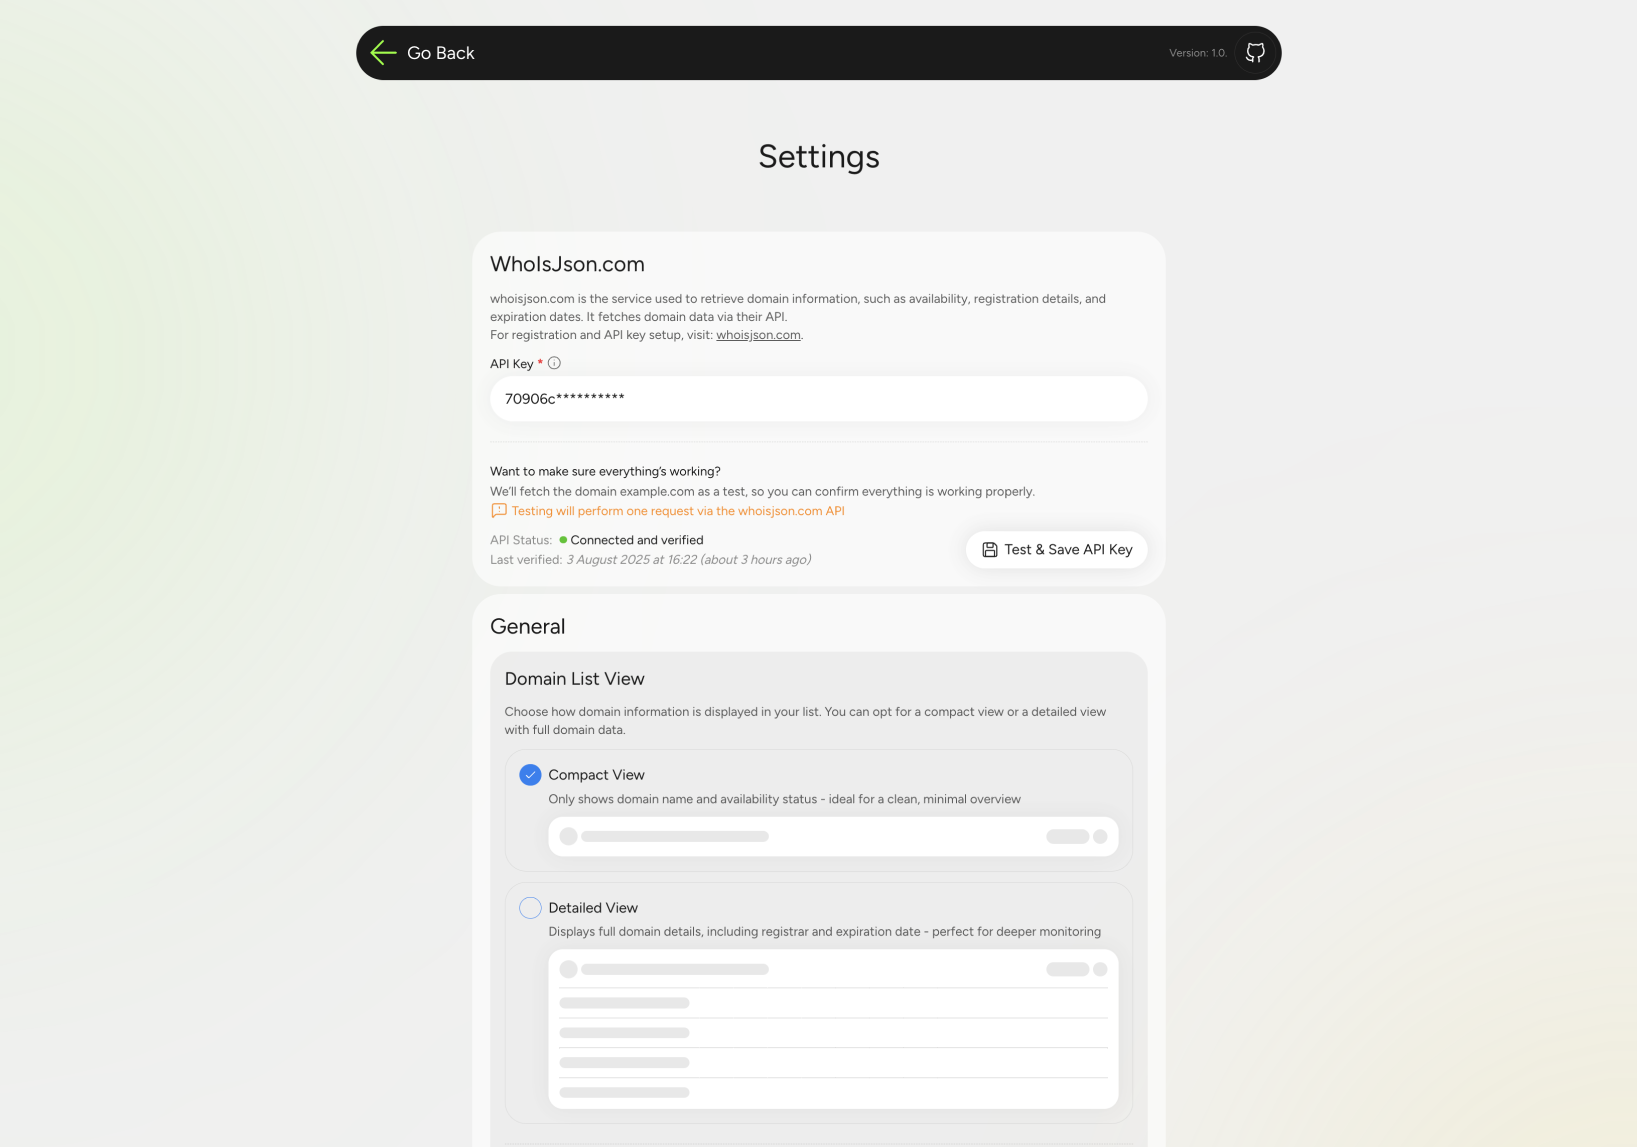 Go Back
Version: 1.0.
Settings
WhoIsJson.com
whoisjson.com is the service used to retrieve domain information, such as availability, registration details, and
expiration dates. It fetches domain data via their API.
For registration and API key setup, visit: whoisjson.com.
API Key *
70906c**********
Want to make sure everything's working?
We'll fetch the domain example.com as a test, so you can confirm everything is working properly.
Testing will perform one request via the whoisjson.com API
API Status: Connected and verified
Last verified: 3 August 2025 at 16:22 (about 3 hours ago)
Test & Save API Key
General
Domain List View
Choose how domain information is displayed in your list. You can opt for a compact view or a detailed view
with full domain data.
Compact View
Only shows domain name and availability status - ideal for a clean, minimal overview
Detailed View
Displays full domain details, including registrar and expiration date - perfect for deeper monitoring